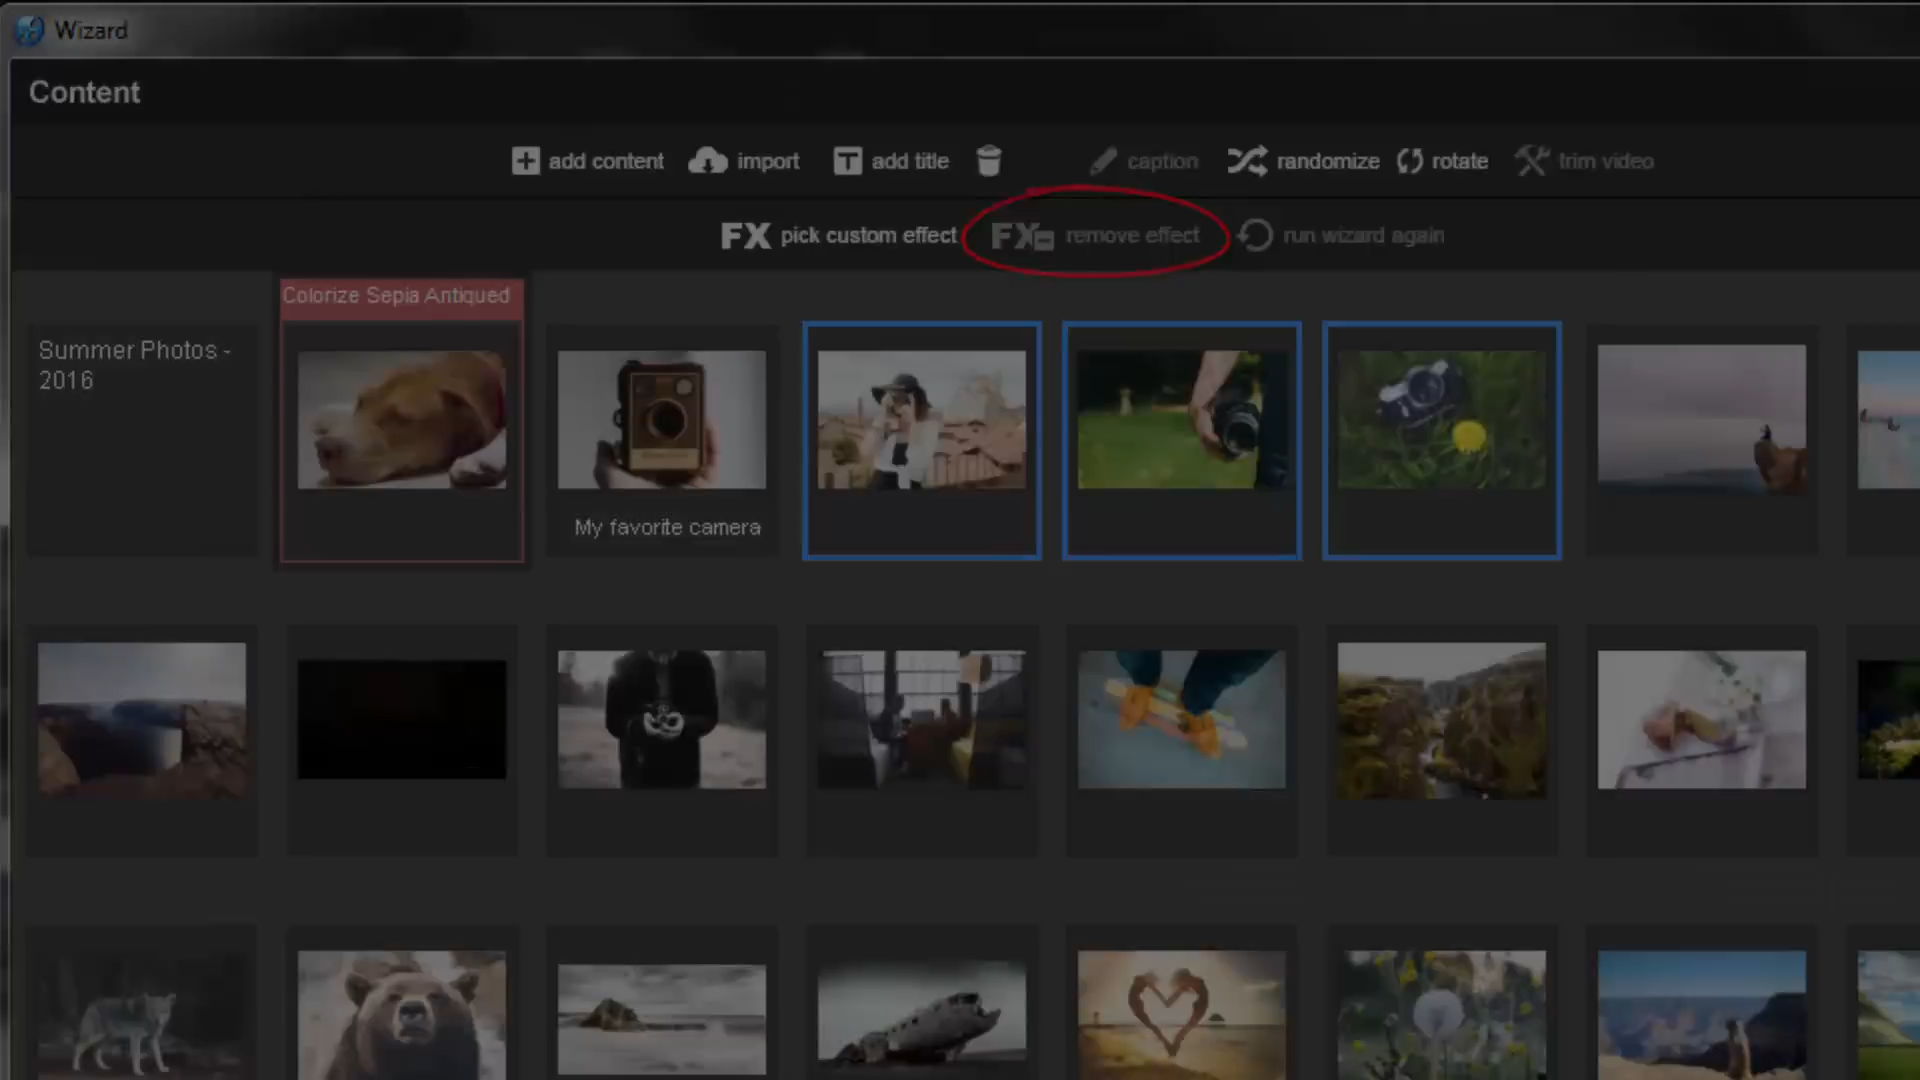 Wizard
Content
add content import add title caption randomize rotate trim video
FX pick custom effect FX remove effect run wizard again
Colorize Sepia Antiqued
Summer Photos -
2016
My favorite camera